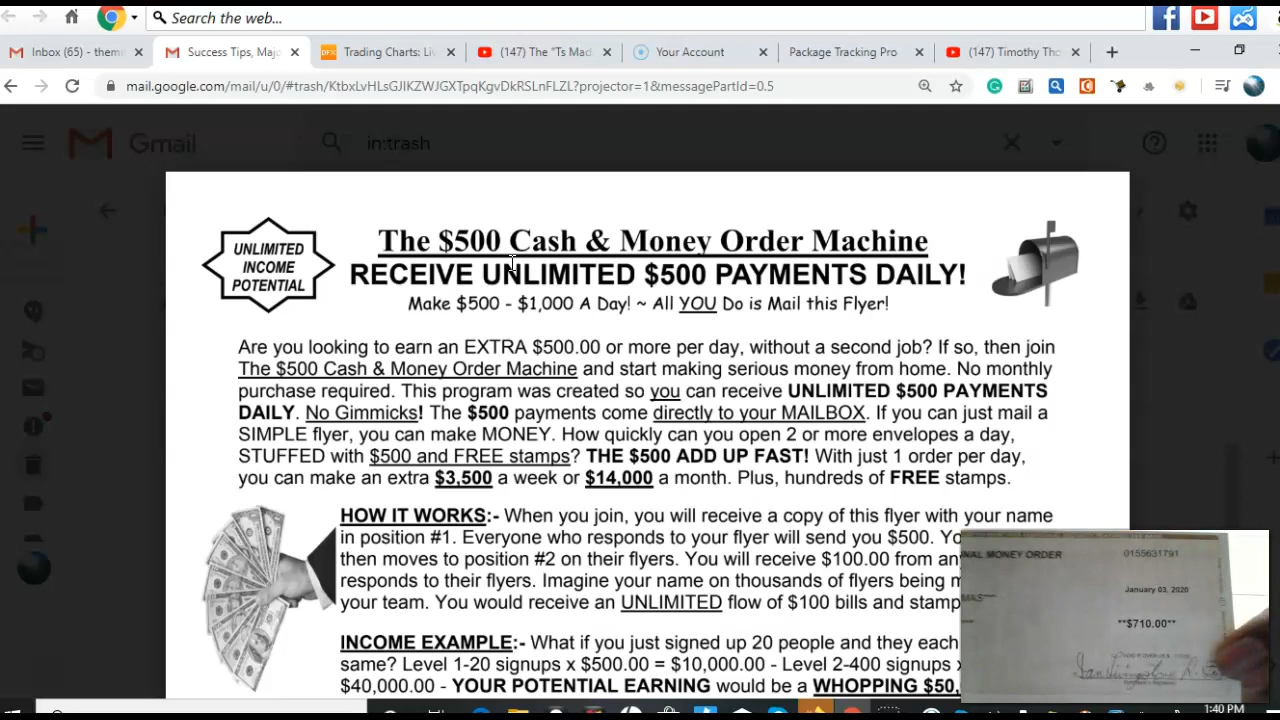 Search the web...
Inbox (65) - them
Success Tips, Majo
Trading Charts: Liv
(147) The "Ts Mad
Your Account
Package Tracking Pro
(147) Timothy Tho
mail.google.com/mail/u/0/#trash/KtbxLvHLsGJIKZWJGXTpqKgvDkRSLnFLZL?projector=1&messagePartId=0.5
Gmail
in:trash
UNLIMITED
INCOME
POTENTIAL
The $500 Cash & Money Order Machine
RECEIVE UNLIMITED $500 PAYMENTS DAILY!
Make $500 - $1,000 A Day! ~ All YOU Do is Mail this Flyer!
Are you looking to earn an EXTRA $500.00 or more per day, without a second job? If so, then join
The $500 Cash & Money Order Machine and start making serious money from home. No monthly
purchase required. This program was created so you can receive UNLIMITED $500 PAYMENTS
DAILY. No Gimmicks! The $500 payments come directly to your MAILBOX. If you can just mail a
SIMPLE flyer, you can make MONEY. How quickly can you open 2 or more envelopes a day,
STUFFED with $500 and FREE stamps? THE $500 ADD UP FAST! With just 1 order per day,
you can make an extra $3,500 a week or $14,000 a month. Plus, hundreds of FREE stamps.
HOW IT WORKS:- When you join, you will receive a copy of this flyer with your name
in position #1. Everyone who responds to your flyer will send you $500. Yo
then moves to position #2 on their flyers. You will receive $100.00 from an
responds to their flyers. Imagine your name on thousands of flyers being m
your team. You would receive an UNLIMITED flow of $100 bills and stamp
INCOME EXAMPLE:- What if you just signed up 20 people and they each
same? Level 1-20 signups x $500.00 = $10,000.00 - Level 2-400 signups x
$40,000.00 - YOUR POTENTIAL EARNING would be a WHOPPING $50,
NAL MONEY ORDER
0155631791
January 03, 2020
MAS****
**$710.00**
1:40 PM